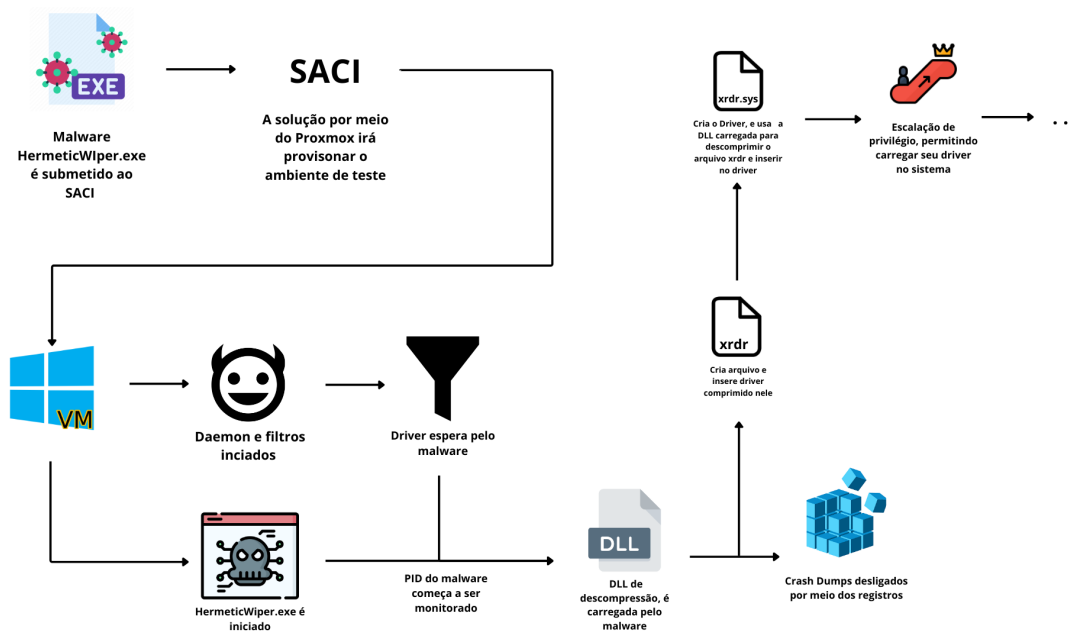 EXE
Malware
HermeticWIper.exe
é submetido ao
SACI
SACI
A solução por meio
do Proxmox irá
provisonar o
ambiente de teste
xrdr.sys
Cria o Driver, e usa a
DLL carregada para
descomprimir o
arquivo xrdr e inserir
no driver
Escalação de
privilégio, permitindo
carregar seu driver
no sistema
. .
VM
Daemon e filtros
inciados
Driver espera pelo
malware
xrdr
Cria arquivo e
insere driver
comprimido nele
HermeticWiper.exe é
iniciado
PID do malware
começa a ser
monitorado
DLL
DLL de
descompressão, é
carregada pelo
malware
Crash Dumps desligados
por meio dos registros